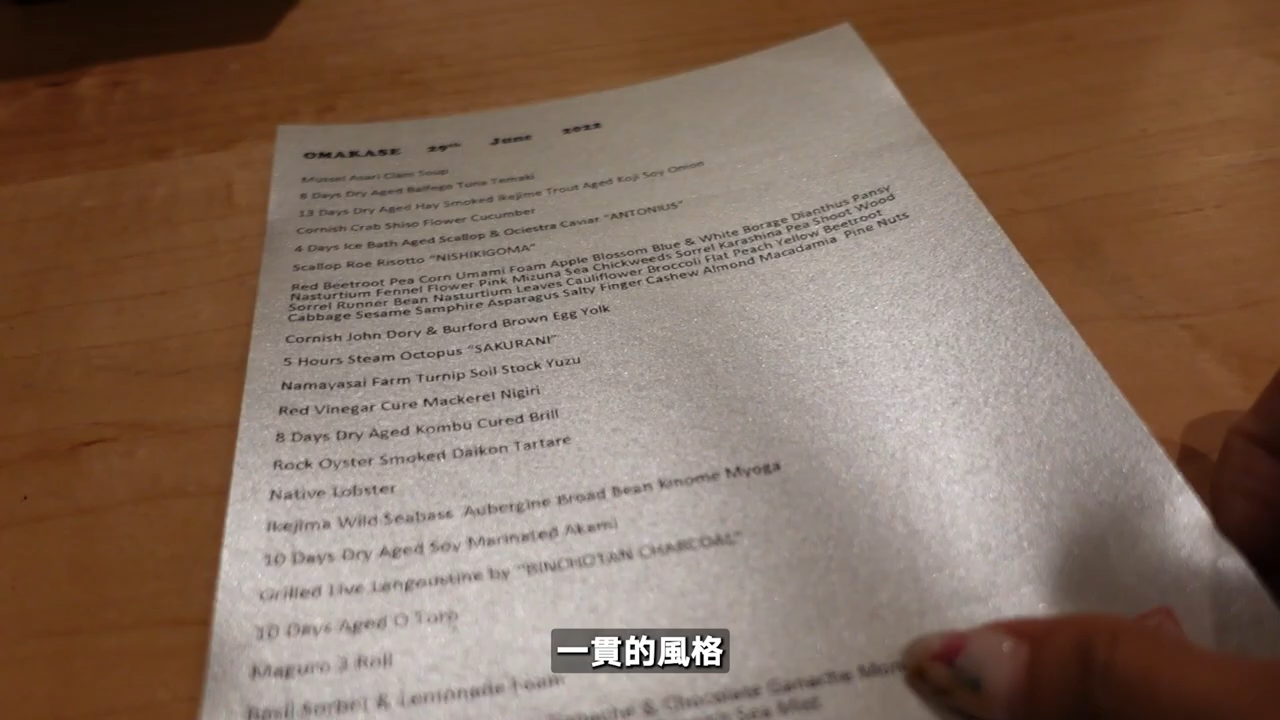 OMAKASE 29th June 2022
Mussel Asari Clam Soup
8 Days Dry Aged Balfego Tuna Temaki
13 Days Dry Aged Hay Smoked Ikejime Trout Aged Koji Soy Onion
Cornish Crab Shiso Flower Cucumber
4 Days Ice Bath Aged Scallop & Ociestra Caviar "ANTONIUS"
Scallop Roe Risotto "NISHIKIGOMA"
Red Beetroot Pea Corn Umami Foam Apple Blossom Blue & White Borage Dianthus Pansy
Nasturtium Fennel Flower Pink Mizuna Sea Chickweeds Sorrel Karashina Pea Shoot Wood
Sorrel Runner Bean Nasturtium Leaves Cauliflower Broccoli Flat Peach Yellow Beetroot
Cabbage Sesame Samphire Asparagus Salty Finger Cashew Almond Macadamia Pine Nuts
Cornish John Dory & Burford Brown Egg Yolk
5 Hours Steam Octopus "SAKURANI"
Namayasai Farm Turnip Soil Stock Yuzu
Red Vinegar Cure Mackerel Nigiri
8 Days Dry Aged Kombu Cured Brill
Rock Oyster Smoked Daikon Tartare
Native Lobster
Ikejima Wild Seabass Aubergine Broad Bean kinome Myoga
10 Days Dry Aged Soy Marinated Akami
Grilled Live Langoustine by "BINCHOTAN CHARCOAL"
10 Days Aged O Toro
Maguro 3 Roll
Basil Sorbet & Lemonade Foam
& Chocolate
Sea Mist
一貫的風格